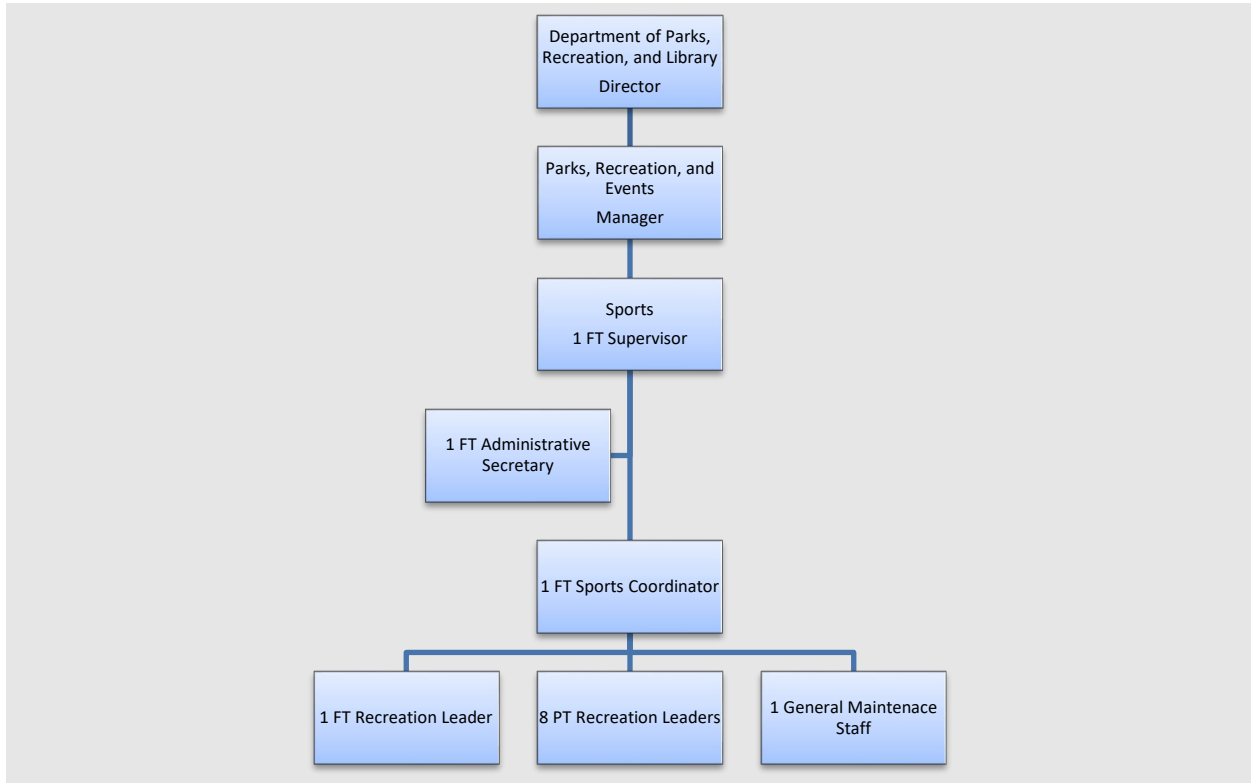 Department of Parks,
Recreation, and Library
Director
Parks, Recreation, and
Events
Manager
Sports
1 FT Supervisor
1 FT Administrative
Secretary
1 FT Sports Coordinator
1 FT Recreation Leader
8 PT Recreation Leaders
1 General Maintenace
Staff